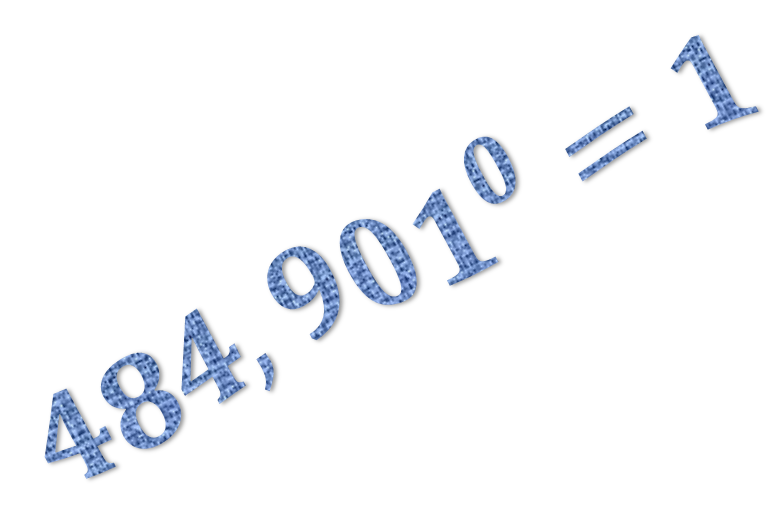 484,901⁰ = 1